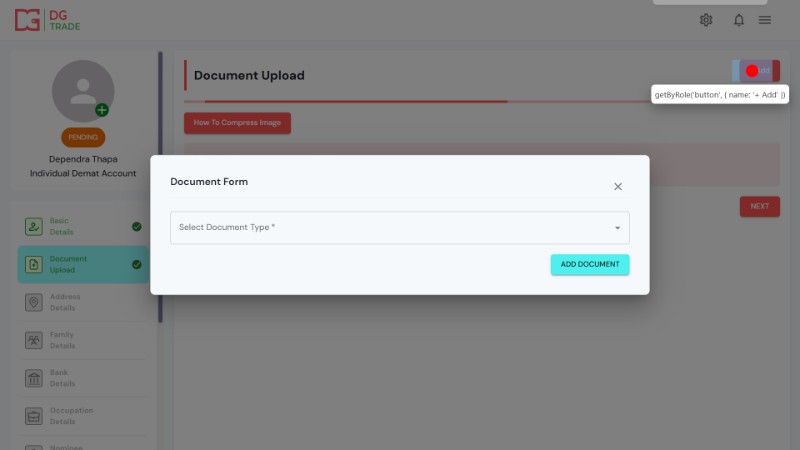 DG
TRADE
Document Upload
getByRole('button', { name: '+ Add' })
How To Compress Image
PENDING
Dependra Thapa
Individual Demat Account
Document Form
Select Document Type *
ADD DOCUMENT
NEXT
Basic
Details
Document
Upload
Address
Details
Family
Details
Bank
Details
Occupation
Details
Nominee